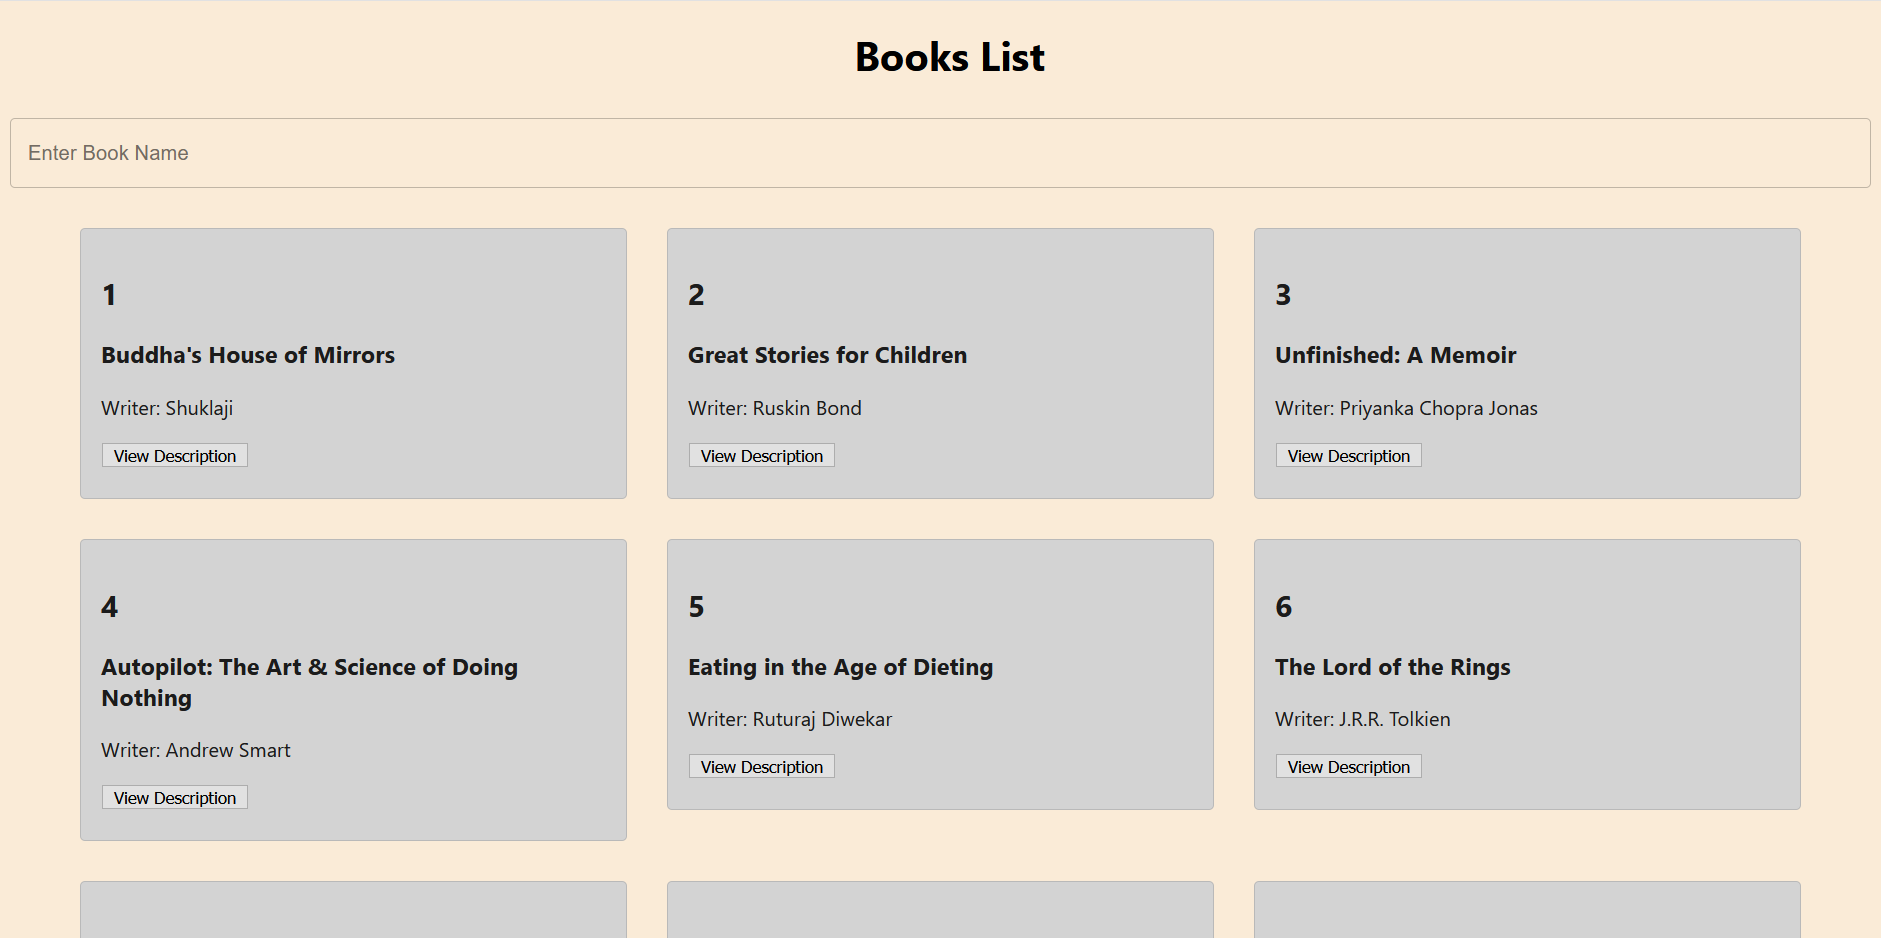 Books List
Enter Book Name
1
Buddha's House of Mirrors
Writer: Shuklaji
View Description
2
Great Stories for Children
Writer: Ruskin Bond
View Description
3
Unfinished: A Memoir
Writer: Priyanka Chopra Jonas
View Description
4
Autopilot: The Art & Science of Doing
Nothing
Writer: Andrew Smart
View Description
5
Eating in the Age of Dieting
Writer: Ruturaj Diwekar
View Description
6
The Lord of the Rings
Writer: J.R.R. Tolkien
View Description